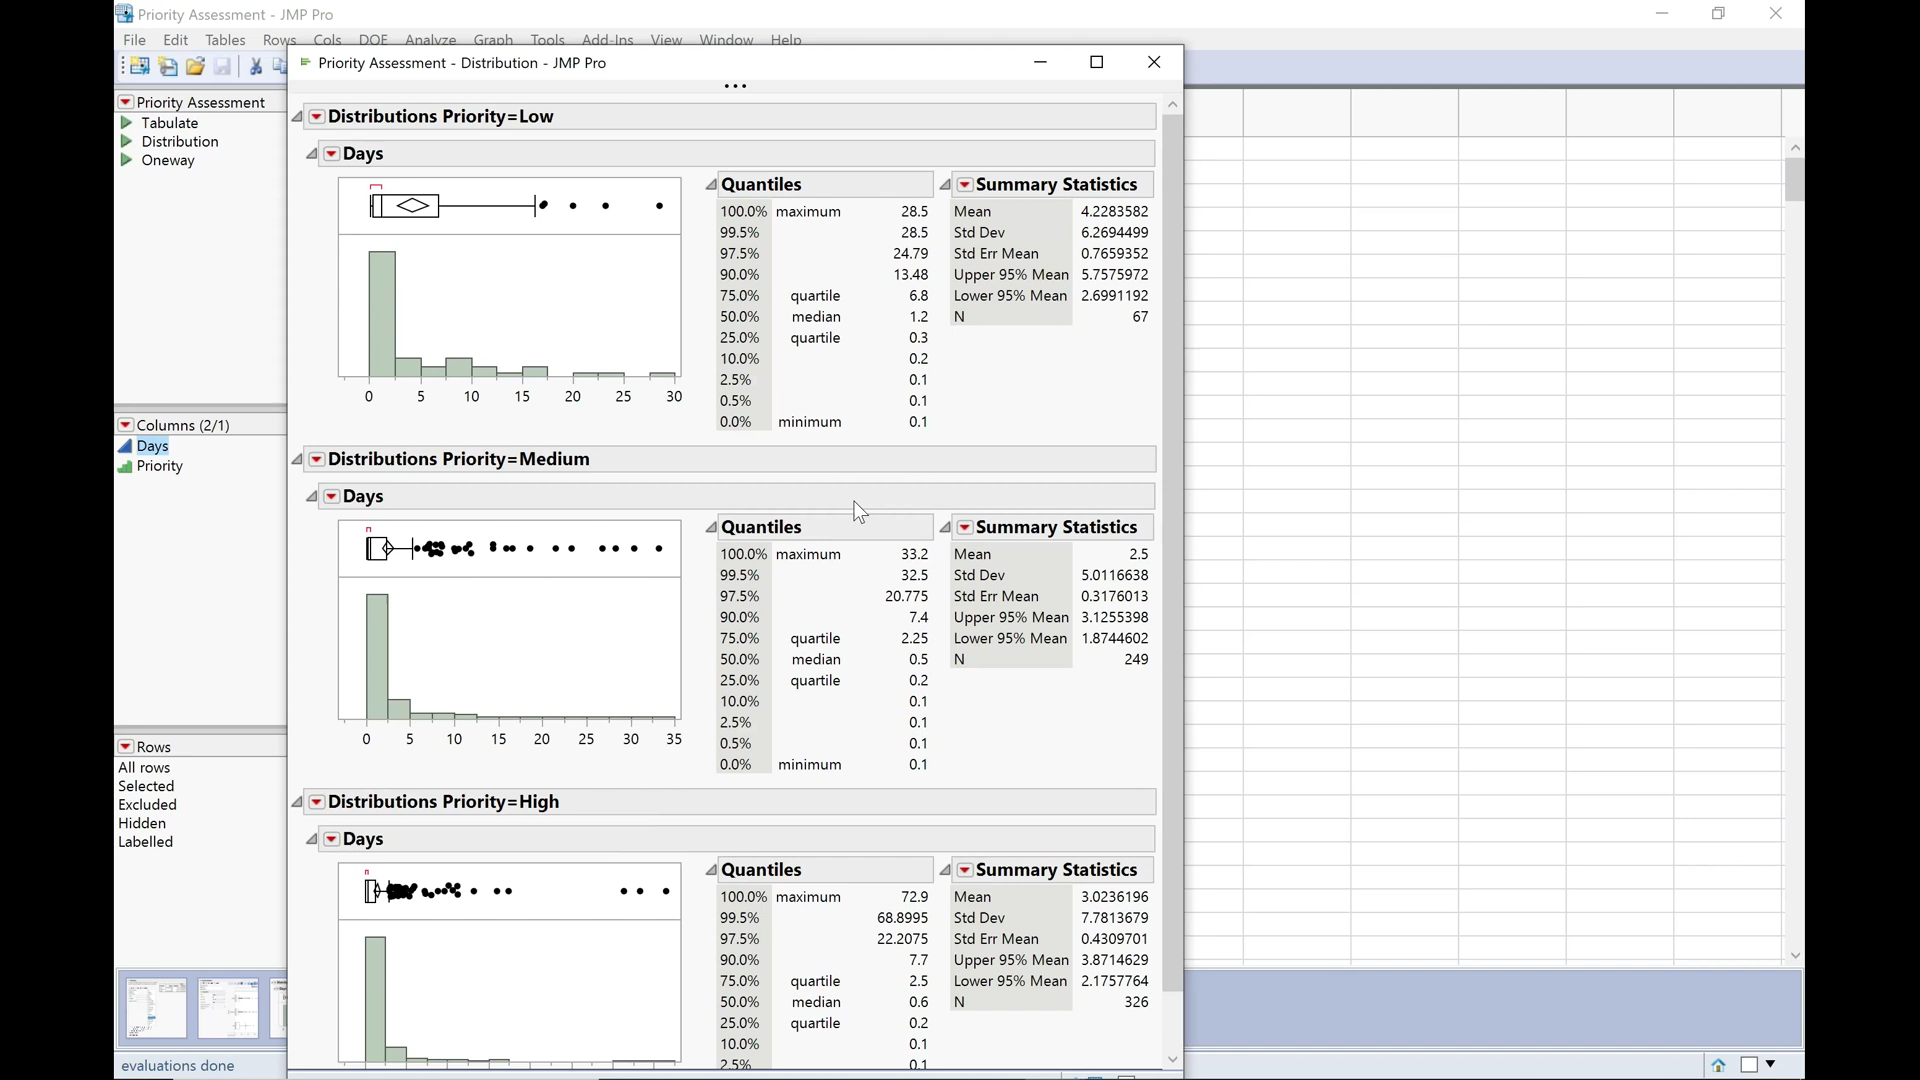 Priority Assessment - JMP Pro
File Edit Tables Rows Cols DOE Analyze Graph Tools Add-Ins View Window Help
Priority Assessment - Distribution - JMP Pro
Priority Assessment
Tabulate
Distribution
Oneway
Columns (2/1)
Days
Priority
Rows
All rows
Selected
Excluded
Hidden
Labelled
Distributions Priority=Low
Days
0 5 10 15 20 25 30
Quantiles
100.0% maximum 28.5
99.5% 28.5
97.5% 24.79
90.0% 13.48
75.0% quartile 6.8
50.0% median 1.2
25.0% quartile 0.3
10.0% 0.2
2.5% 0.1
0.5% 0.1
0.0% minimum 0.1
Summary Statistics
Mean 4.2283582
Std Dev 6.2694499
Std Err Mean 0.7659352
Upper 95% Mean 5.7575972
Lower 95% Mean 2.6991192
N 67
Distributions Priority=Medium
Days
0 5 10 15 20 25 30 35
Quantiles
100.0% maximum 33.2
99.5% 32.5
97.5% 20.775
90.0% 7.4
75.0% quartile 2.25
50.0% median 0.5
25.0% quartile 0.2
10.0% 0.1
2.5% 0.1
0.5% 0.1
0.0% minimum 0.1
Summary Statistics
Mean 2.5
Std Dev 5.0116638
Std Err Mean 0.3176013
Upper 95% Mean 3.1255398
Lower 95% Mean 1.8744602
N 249
Distributions Priority=High
Days
Quantiles
100.0% maximum 72.9
99.5% 68.8995
97.5% 22.2075
90.0% 7.7
75.0% quartile 2.5
50.0% median 0.6
25.0% quartile 0.2
10.0% 0.1
2.5% 0.1
Summary Statistics
Mean 3.0236196
Std Dev 7.7813679
Std Err Mean 0.4309701
Upper 95% Mean 3.8714629
Lower 95% Mean 2.1757764
N 326
evaluations done